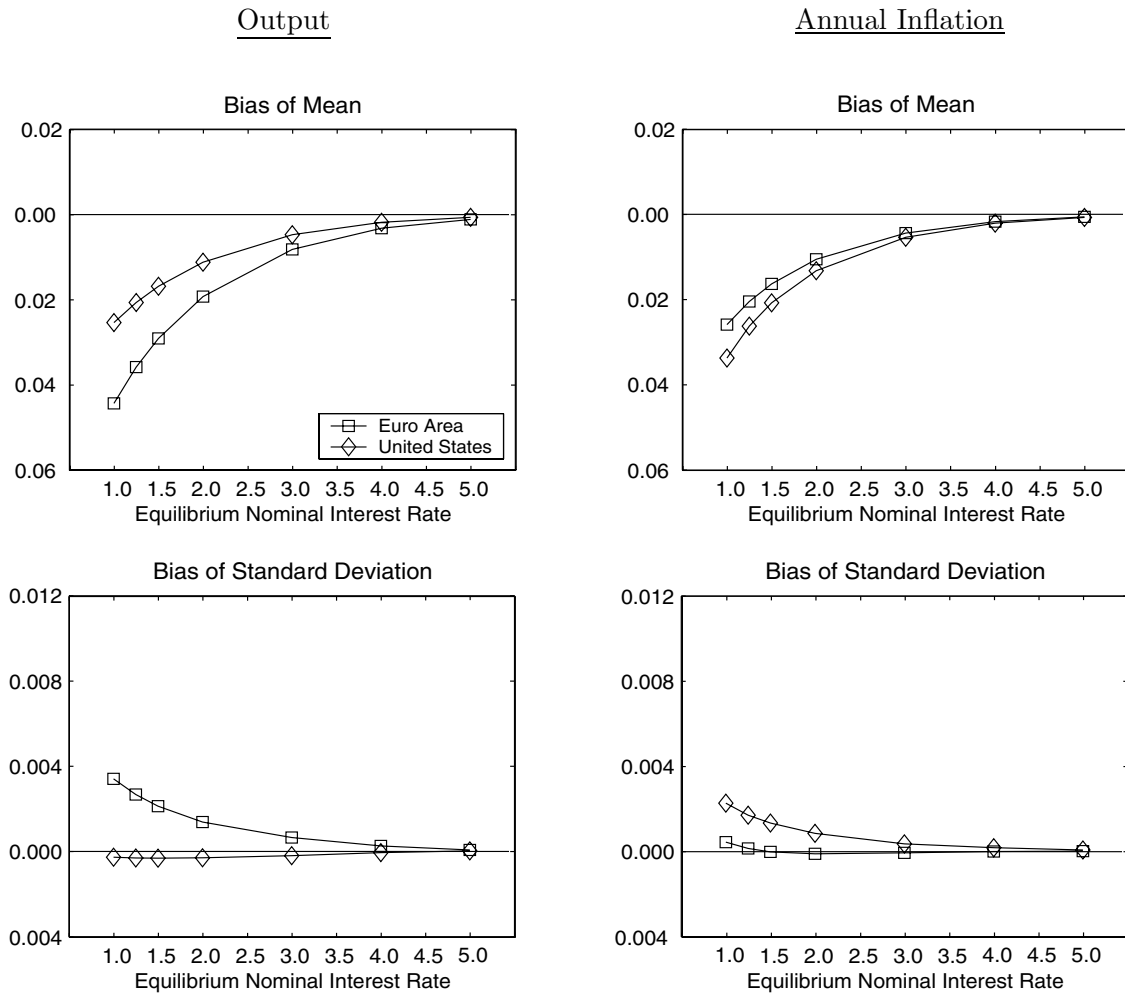 Output
Annual Inflation
Bias of Mean
0.02
0.00
0.02
0.04
0.06
Euro Area
United States
1.0 1.5 2.0 2.5 3.0 3.5 4.0 4.5 5.0
Equilibrium Nominal Interest Rate
Bias of Mean
0.02
0.00
0.02
0.04
0.06
1.0 1.5 2.0 2.5 3.0 3.5 4.0 4.5 5.0
Equilibrium Nominal Interest Rate
Bias of Standard Deviation
0.012
0.008
0.004
0.000
0.004
1.0 1.5 2.0 2.5 3.0 3.5 4.0 4.5 5.0
Equilibrium Nominal Interest Rate
Bias of Standard Deviation
0.012
0.008
0.004
0.000
0.004
1.0 1.5 2.0 2.5 3.0 3.5 4.0 4.5 5.0
Equilibrium Nominal Interest Rate